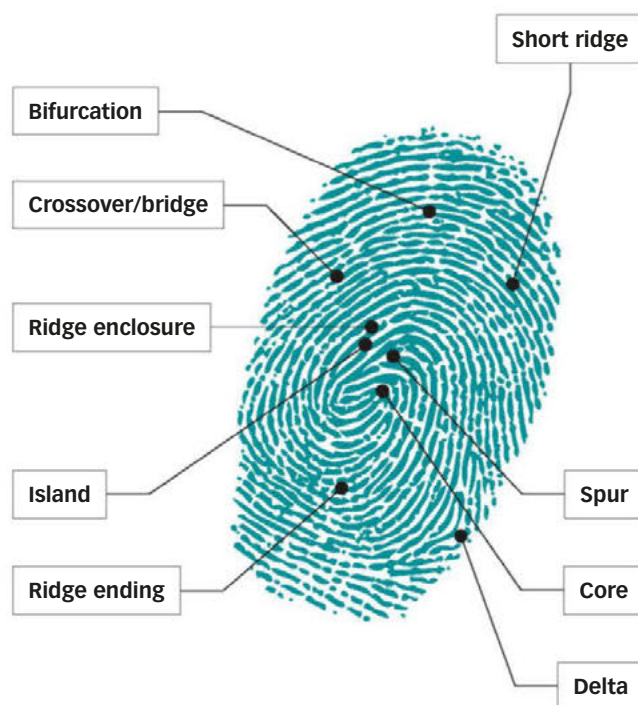 Short ridge
Bifurcation
Crossover/bridge
Ridge enclosure
Island
Spur
Ridge ending
Core
Delta